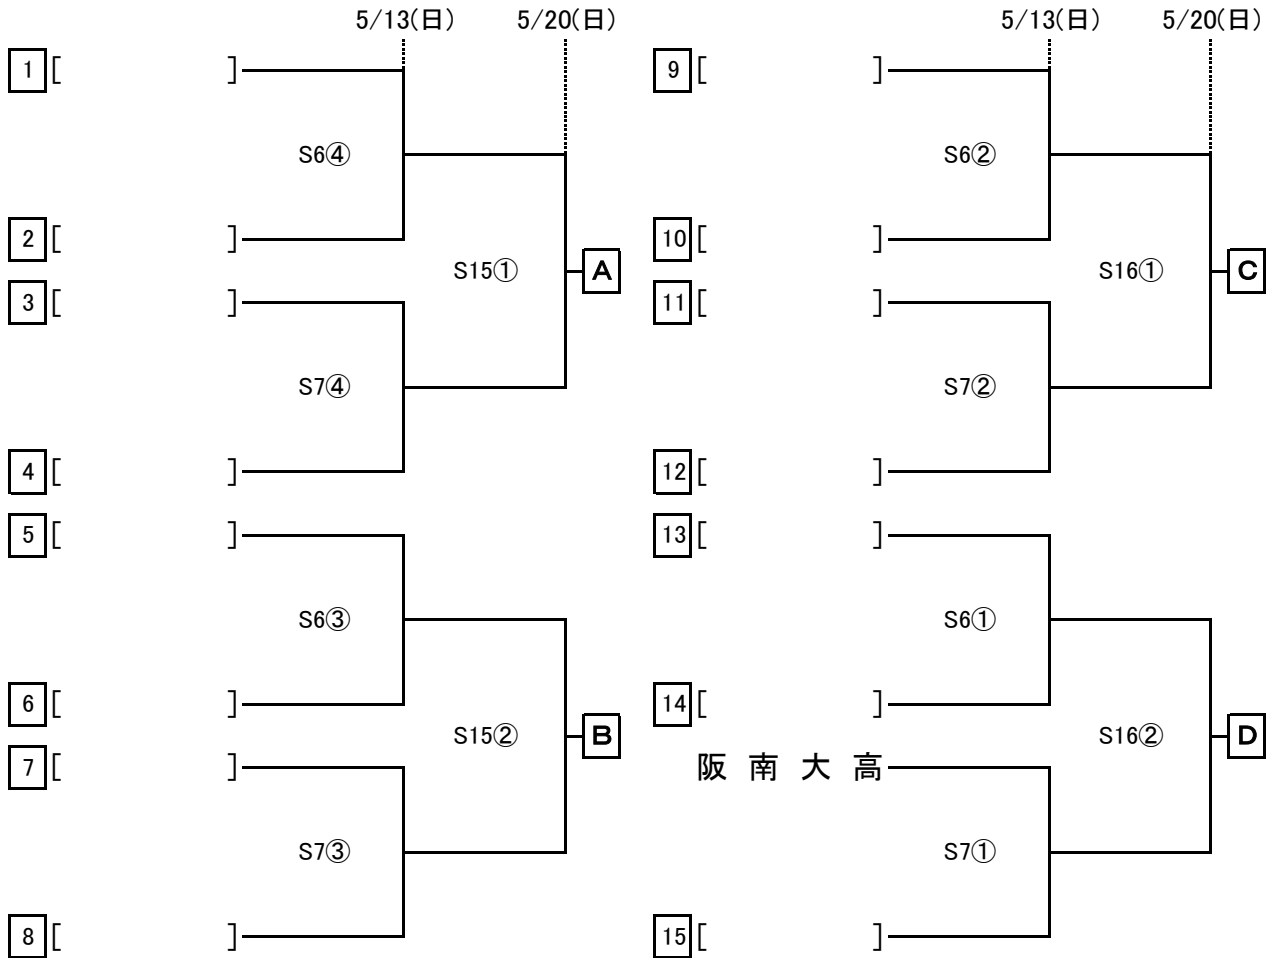 5/13(日) 5/20(日) 5/13(日) 5/20(日)
1 [ ] 9 [ ]
S6④ S6②
2 [ ] 10 [ ]
S15① A S16① C
3 [ ] 11 [ ]
S7④ S7②
4 [ ] 12 [ ]
5 [ ] 13 [ ]
S6③ S6①
6 [ ] 14 [ ]
S15② B S16② D
7 [ ] 阪南大高
S7③ S7①
8 [ ] 15 [ ]